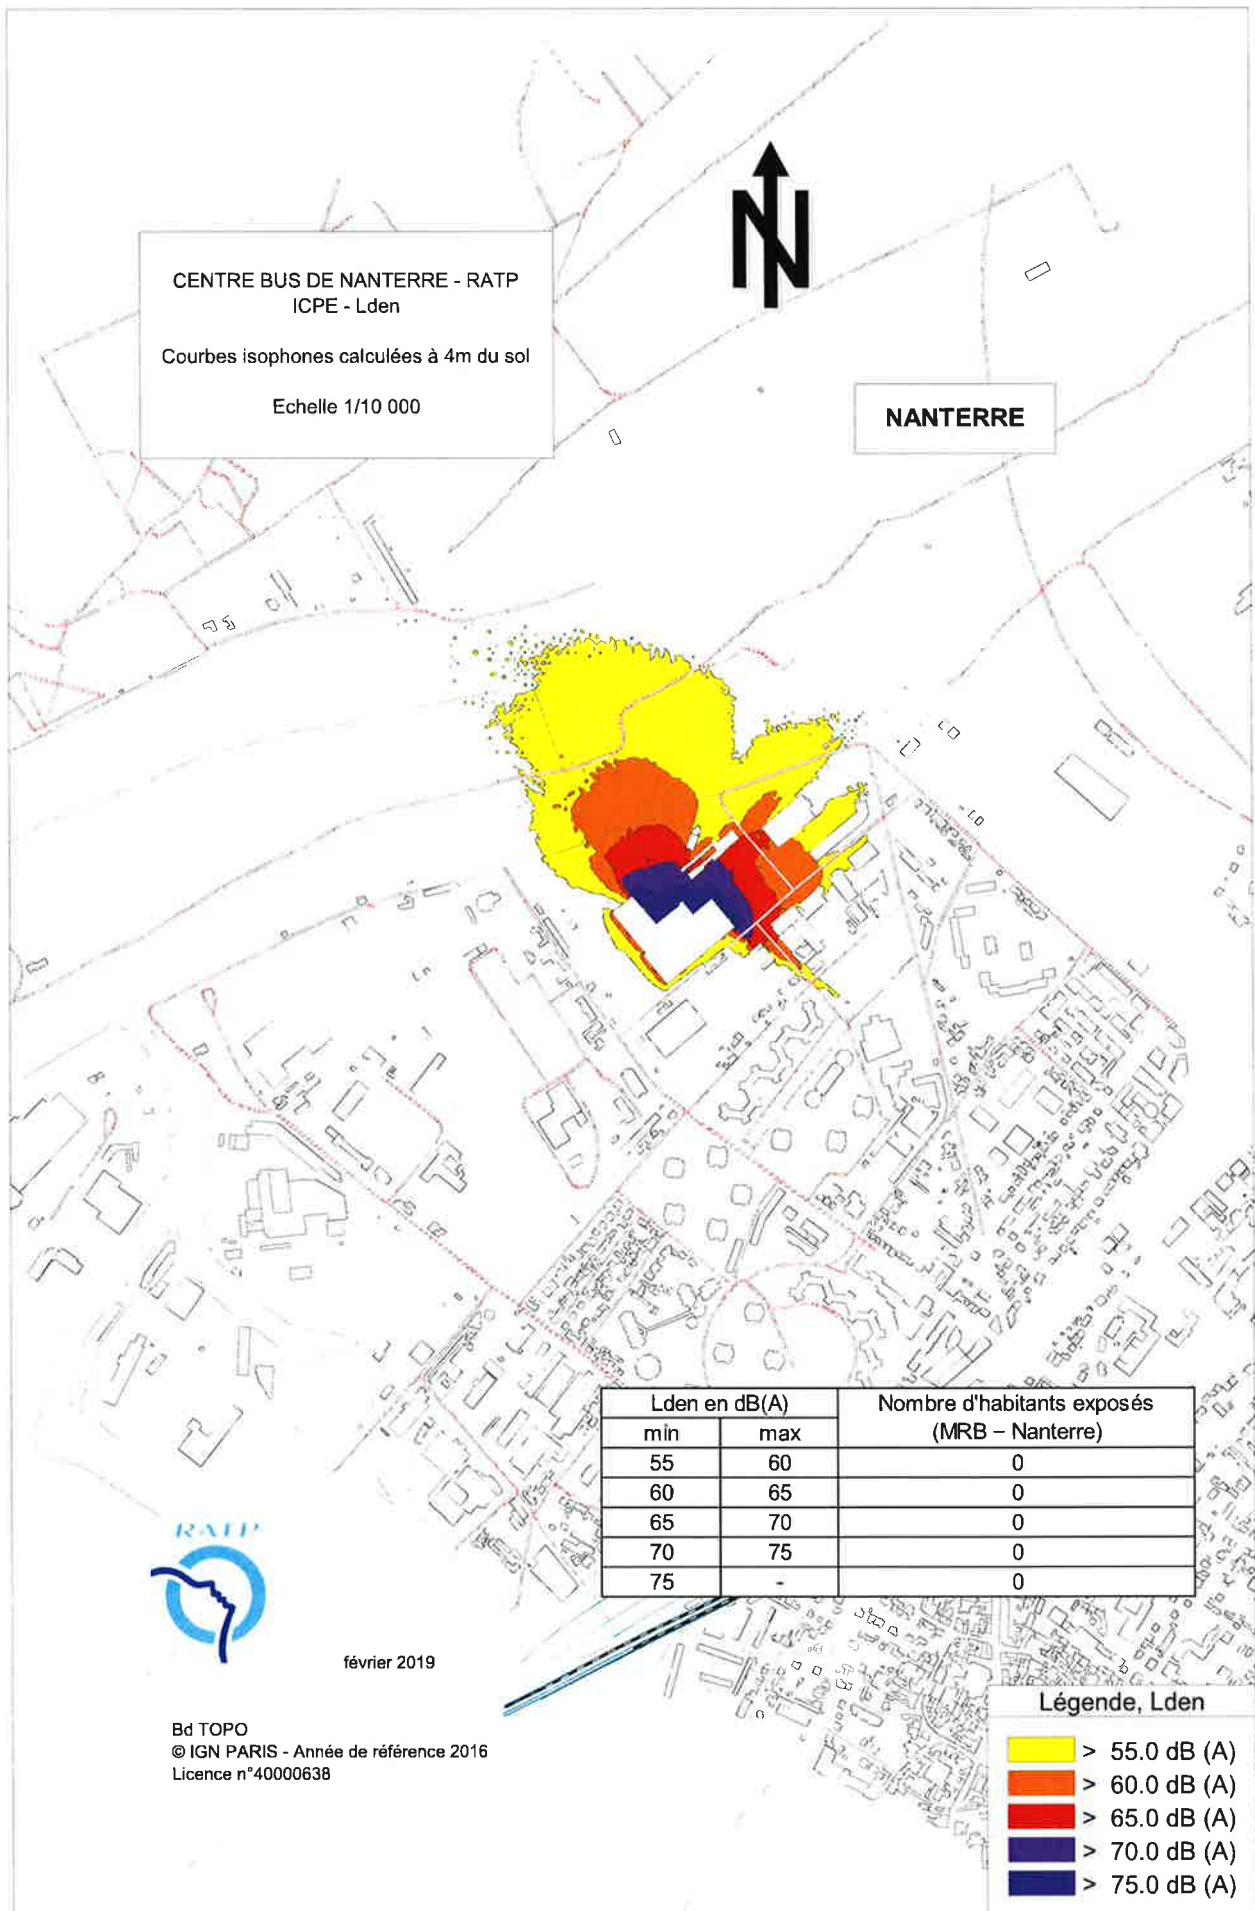 CENTRE BUS DE NANTERRE - RATP
ICPE - Lden
Courbes isophones calculées à 4m du sol
Echelle 1/10 000
N
NANTERRE
Lden en dB(A)
Nombre d'habitants exposés
(MRB – Nanterre)
min max
55 60 0
60 65 0
65 70 0
70 75 0
75 - 0
RATP
février 2019
Bd TOPO
© IGN PARIS - Année de référence 2016
Licence n°40000638
Légende, Lden
> 55.0 dB (A)
> 60.0 dB (A)
> 65.0 dB (A)
> 70.0 dB (A)
> 75.0 dB (A)